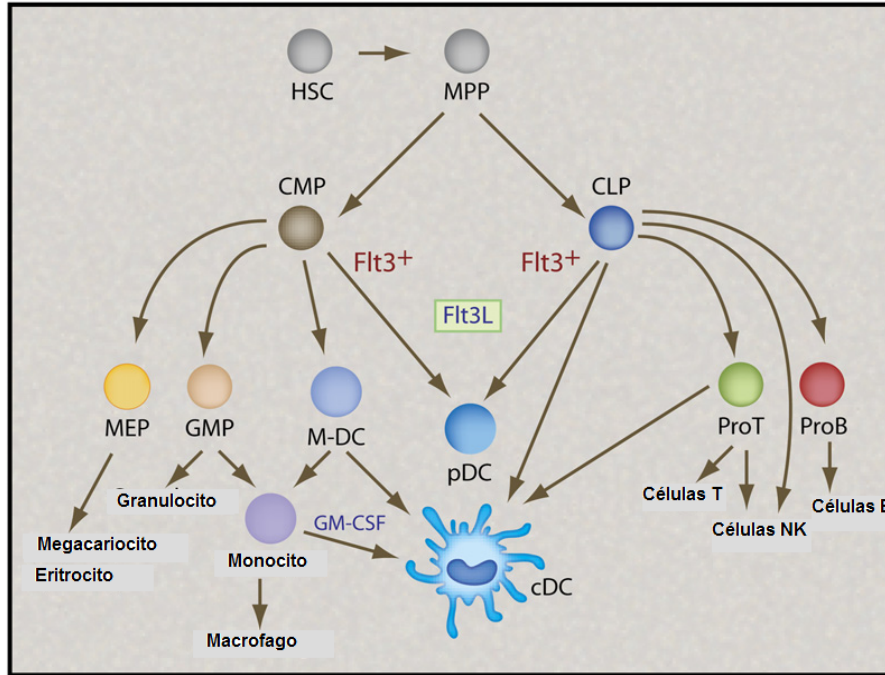 HSC
MPP
CMP
CLP
Flt3+
Flt3+
Flt3L
MEP
GMP
M-DC
pDC
ProT
ProB
Granulocito
GM-CSF
Células T
Células B
Megacariocito
Eritrocito
Monocito
cDC
Células NK
Macrofago